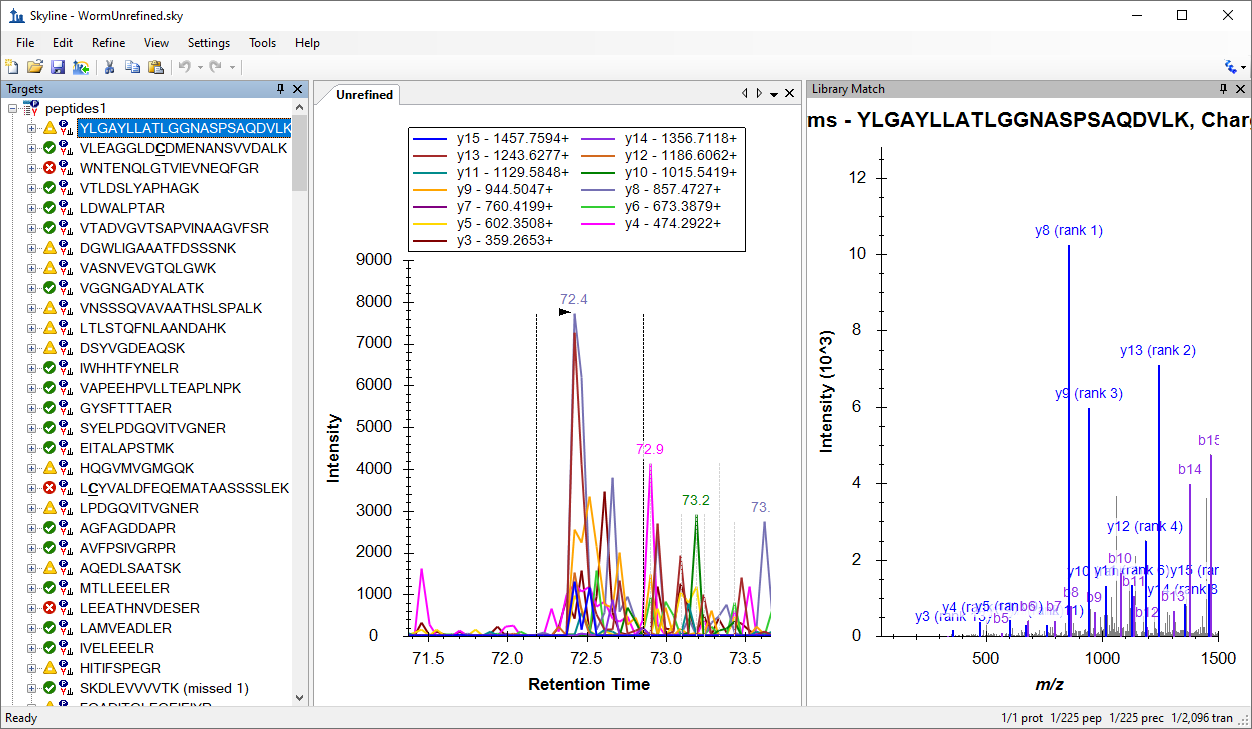 Skyline - WormUnrefined.sky
File Edit Refine View Settings Tools Help
Targets
peptides1
YLGAYLLATLGGNASPSAQDVLK
VLEAGGLDCDMENANSVVDALK
WNTENQLGTVIEVNEQFGR
VTLDSLYAPHAGK
LDWALPTAR
VTADVGVTSAPVINAAGVFSR
DGWLIGAAATFDSSSNK
VASNVEVGTQLGWK
VGGNGADYALATK
VNSSSQVAVAATHSLSPALK
LTLSTQFNLAANDAHK
DSYVGDEAQSK
IWHHTFYNELR
VAPEEHPVLLTEAPLNPK
GYSFTTTAER
SYELPDGQVITVGNER
EITALAPSTMK
HQGVMVGMGQK
LCYVALDFEQEMATAASSSSLEK
LPDGQVITVGNER
AGFAGDDAPR
AVFPSIVGRPR
AQEDLSAATSK
MTLLEEELER
LEEATHNVDESER
LAMVEADLER
IVELEEELR
HITIFSPEGR
SKDLEVVVVTK (missed 1)
Unrefined
y15 - 1457.7594+ y14 - 1356.7118+
y13 - 1243.6277+ y12 - 1186.6062+
y11 - 1129.5848+ y10 - 1015.5419+
y9 - 944.5047+ y8 - 857.4727+
y7 - 760.4199+ y6 - 673.3879+
y5 - 602.3508+ y4 - 474.2922+
y3 - 359.2653+
9000
8000
7000
6000
5000
4000
3000
2000
1000
0
Intensity
72.4
72.9
73.2
73.
71.5 72.0 72.5 73.0 73.5
Retention Time
Library Match
ms - YLGAYLLATLGGNASPSAQDVLK, Charg
12
10
8
6
4
2
0
Intensity (10^3)
y8 (rank 1)
y13 (rank 2)
y9 (rank 3)
b15
b14
y12 (rank 4)
b10
y10
b11
b8
b9
b12
b13
b7
b5
y3
500 1000 1500
m/z
Ready
1/1 prot 1/225 pep 1/225 prec 1/2,096 tran